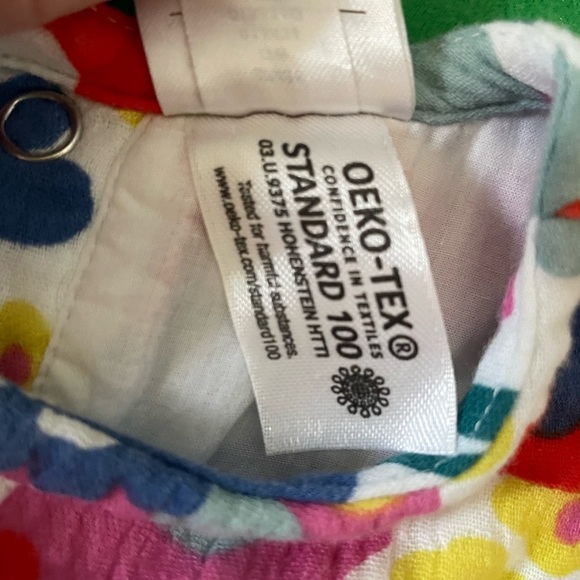 OEKO-TEX®
CONFIDENCE IN TEXTILES
STANDARD 100
03.U.9375 HOHENSTEIN HTTI
Tested for harmful substances.
www.oeko-tex.com/standard100